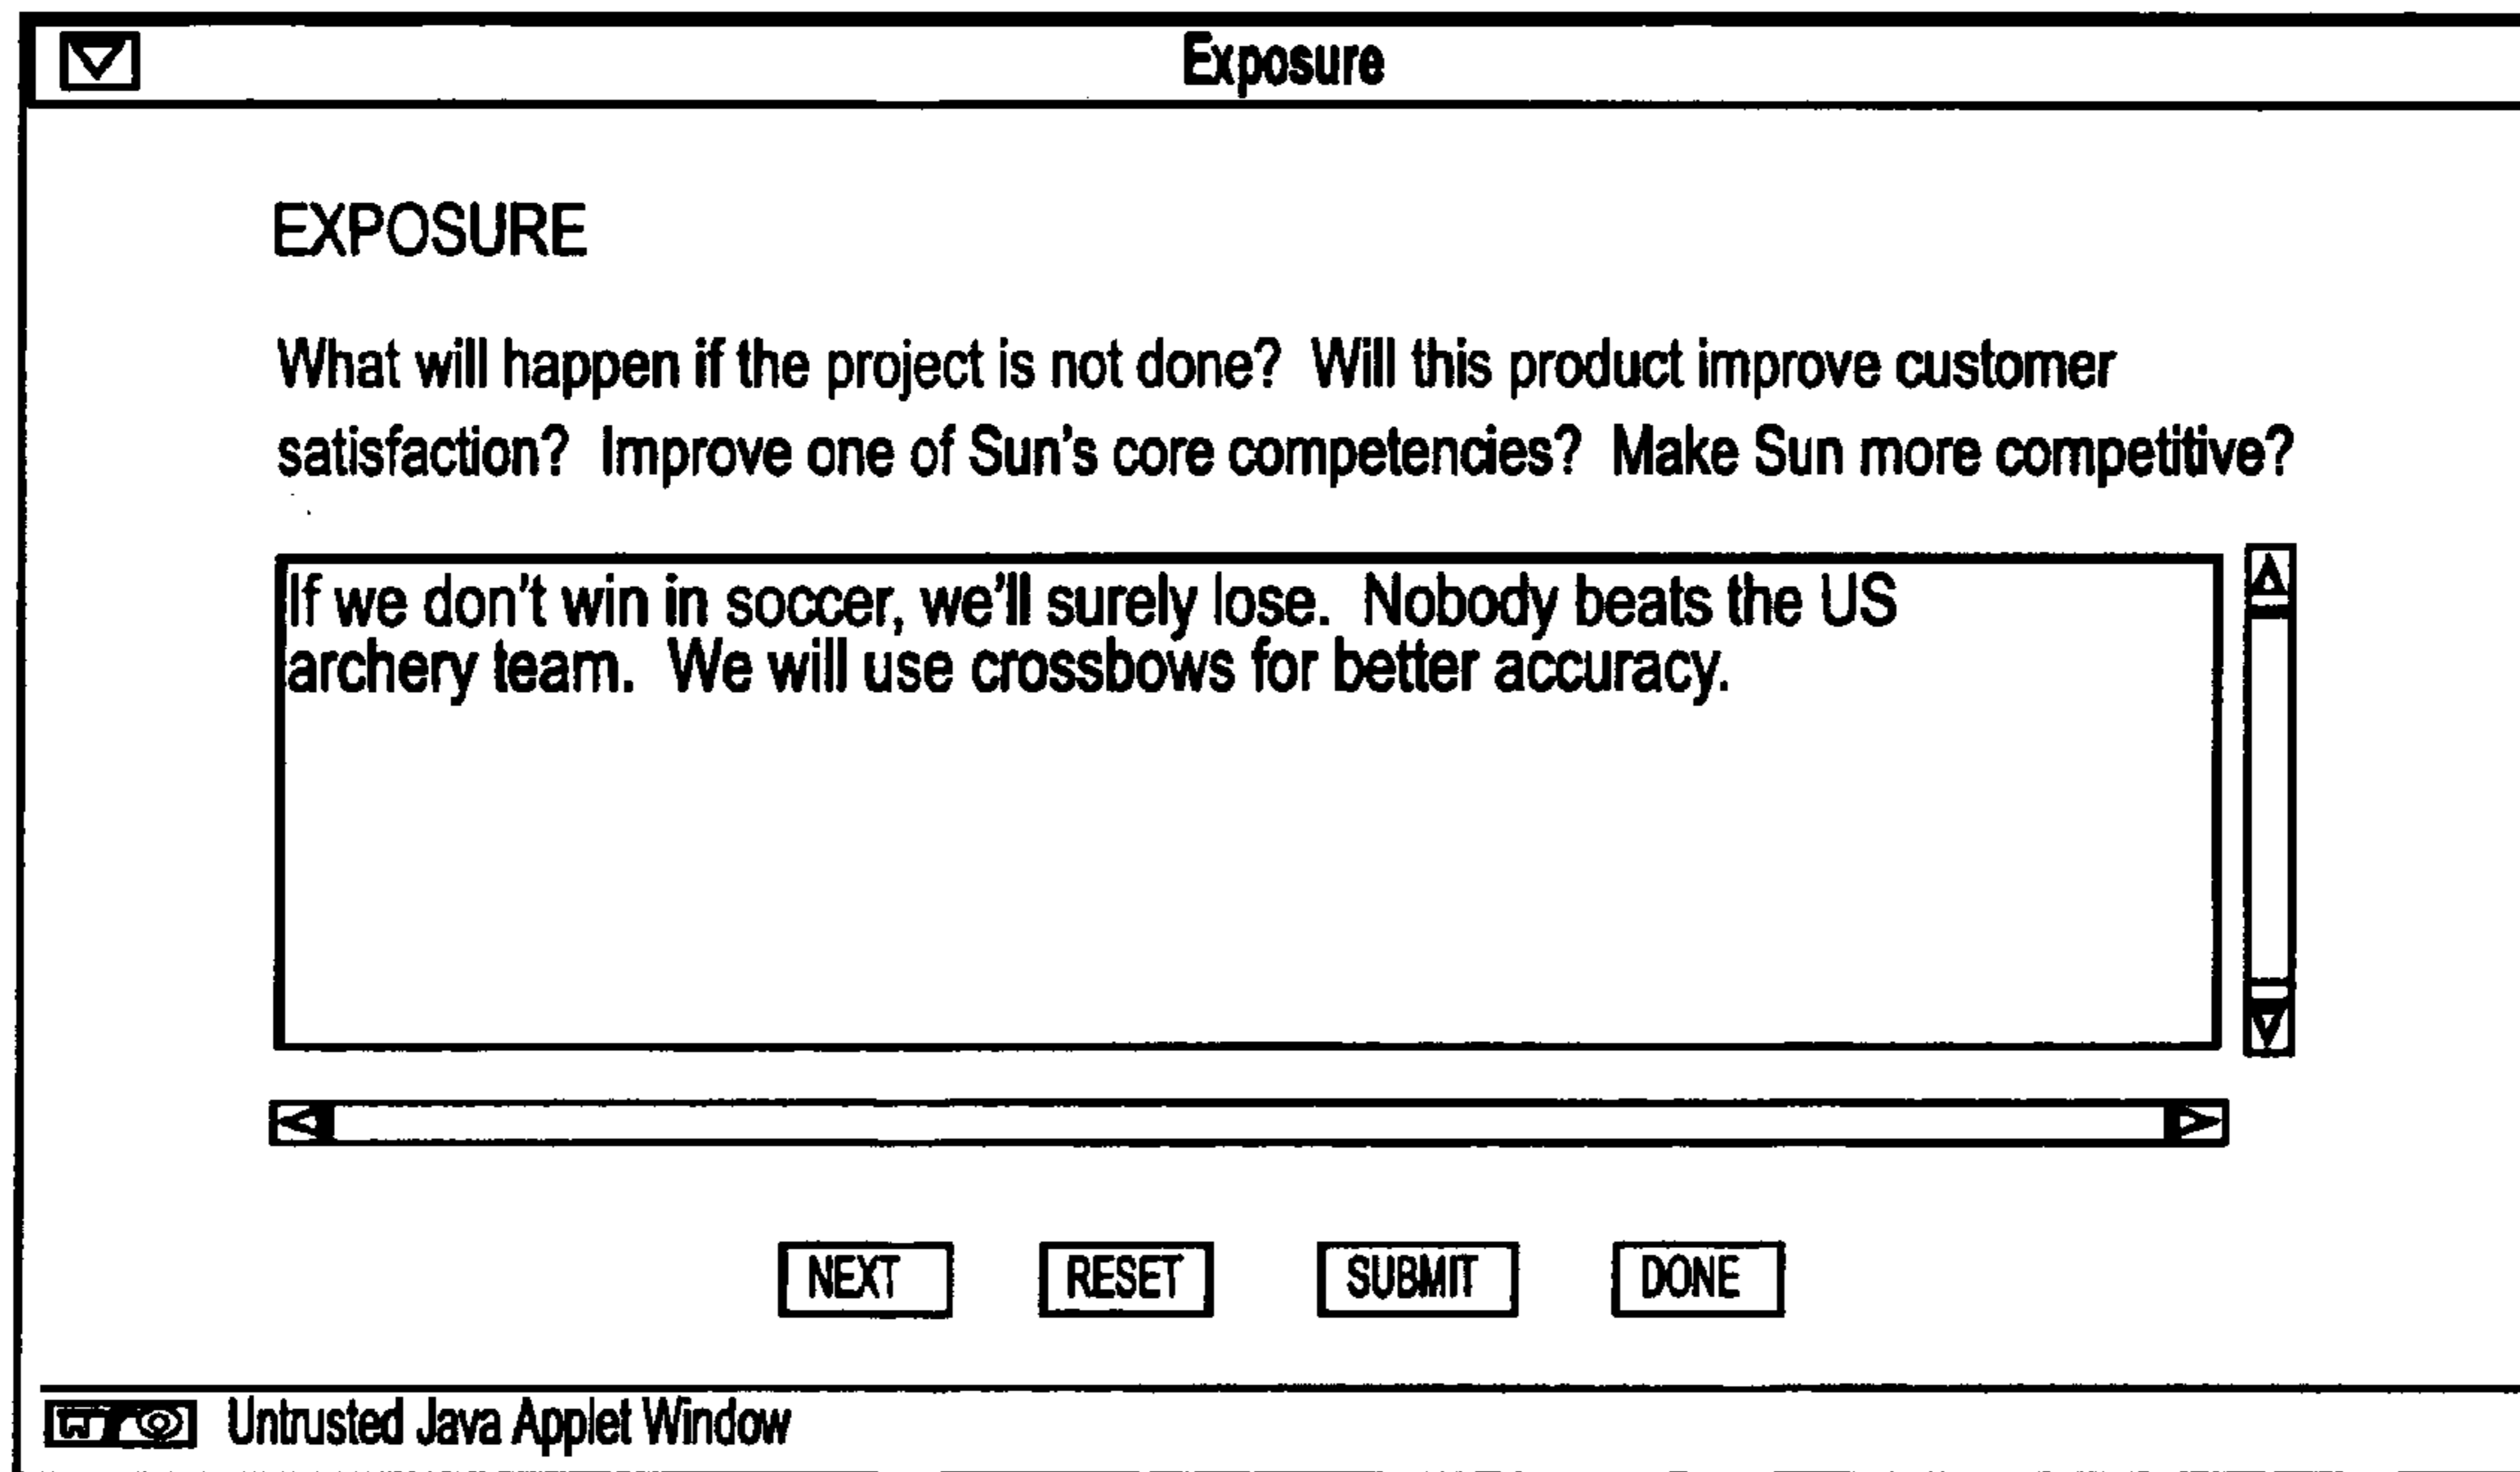 Exposure
EXPOSURE
What will happen if the project is not done? Will this product improve customer
satisfaction? Improve one of Sun's core competencies? Make Sun more competitive?
If we don't win in soccer, we'll surely lose. Nobody beats the US
archery team. We will use crossbows for better accuracy.
NEXT RESET SUBMIT DONE
Untrusted Java Applet Window